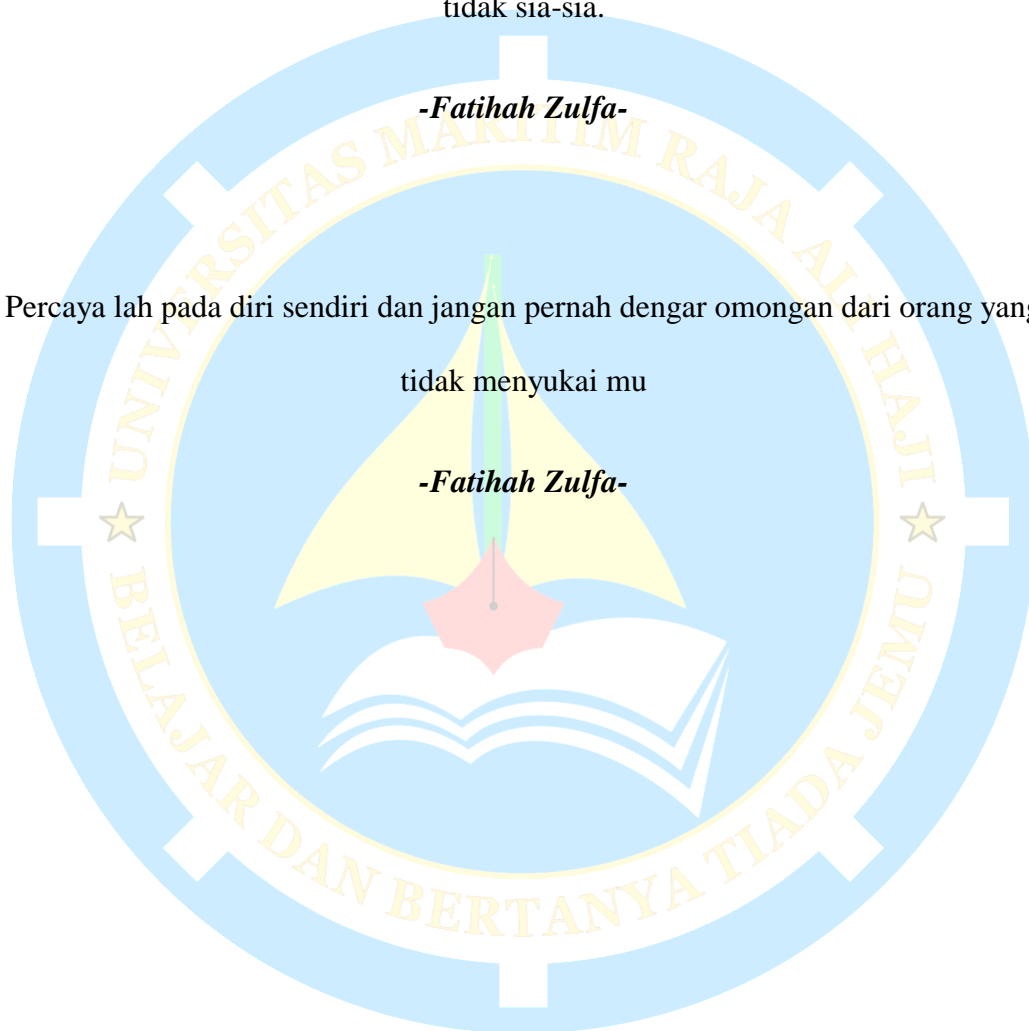 tidak sia-sia.
-Fatihah Zulfa-
Percaya lah pada diri sendiri dan jangan pernah dengar omongan dari orang yang
tidak menyukai mu
-Fatihah Zulfa-
UNIVERSITAS MARITIM RAJA ALI HAJI
BELAJAR DAN BERTANYA TIADA JEMU